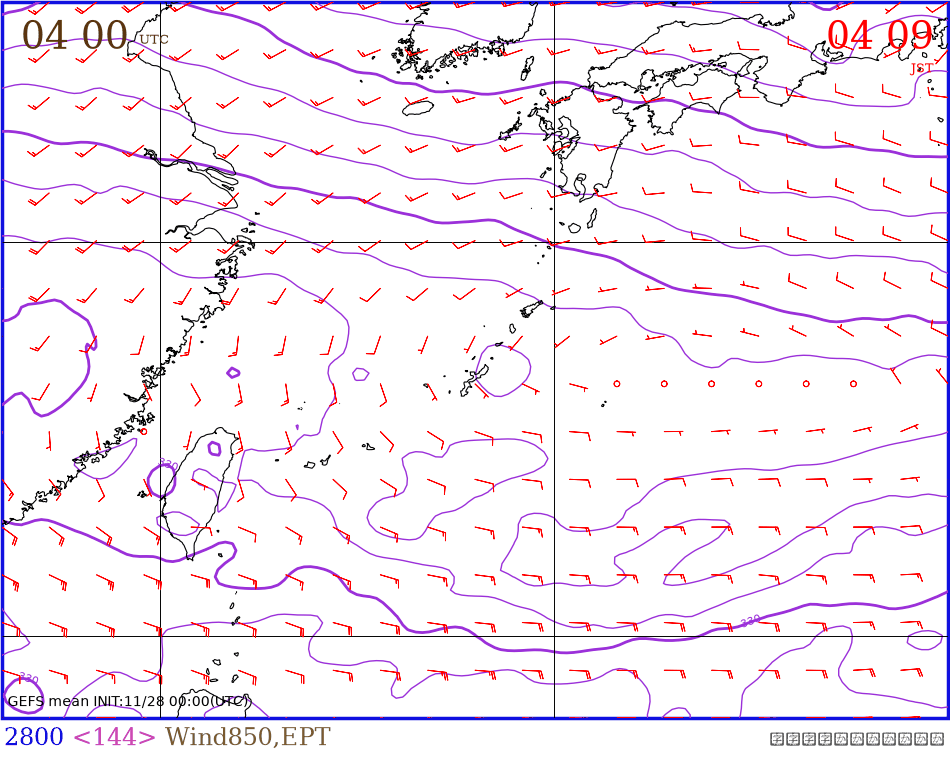 04 00 UTC
04 09
JST
330
330
330
GEFS mean INIT:11/28 00:00(UTC))
2800 <144> Wind850,EPT